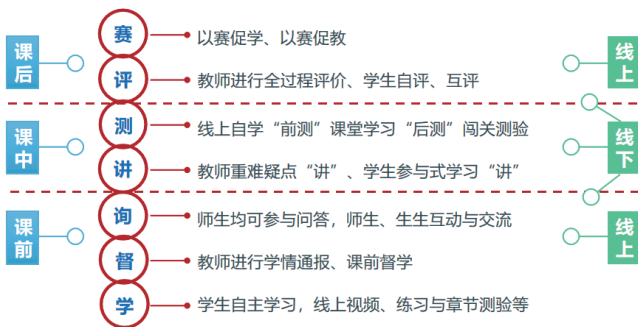 课后
赛
以赛促学、以赛促教
评
教师进行全过程评价、学生自评、互评
线上
课中
测
线上自学“前测”课堂学习“后测”闯关测验
讲
教师重难疑点“讲”、学生参与式学习“讲”
线下
课前
询
师生均可参与问答，师生、生生互动与交流
督
教师进行学情通报、课前督学
学
学生自主学习，线上视频、练习与章节测验等
线上